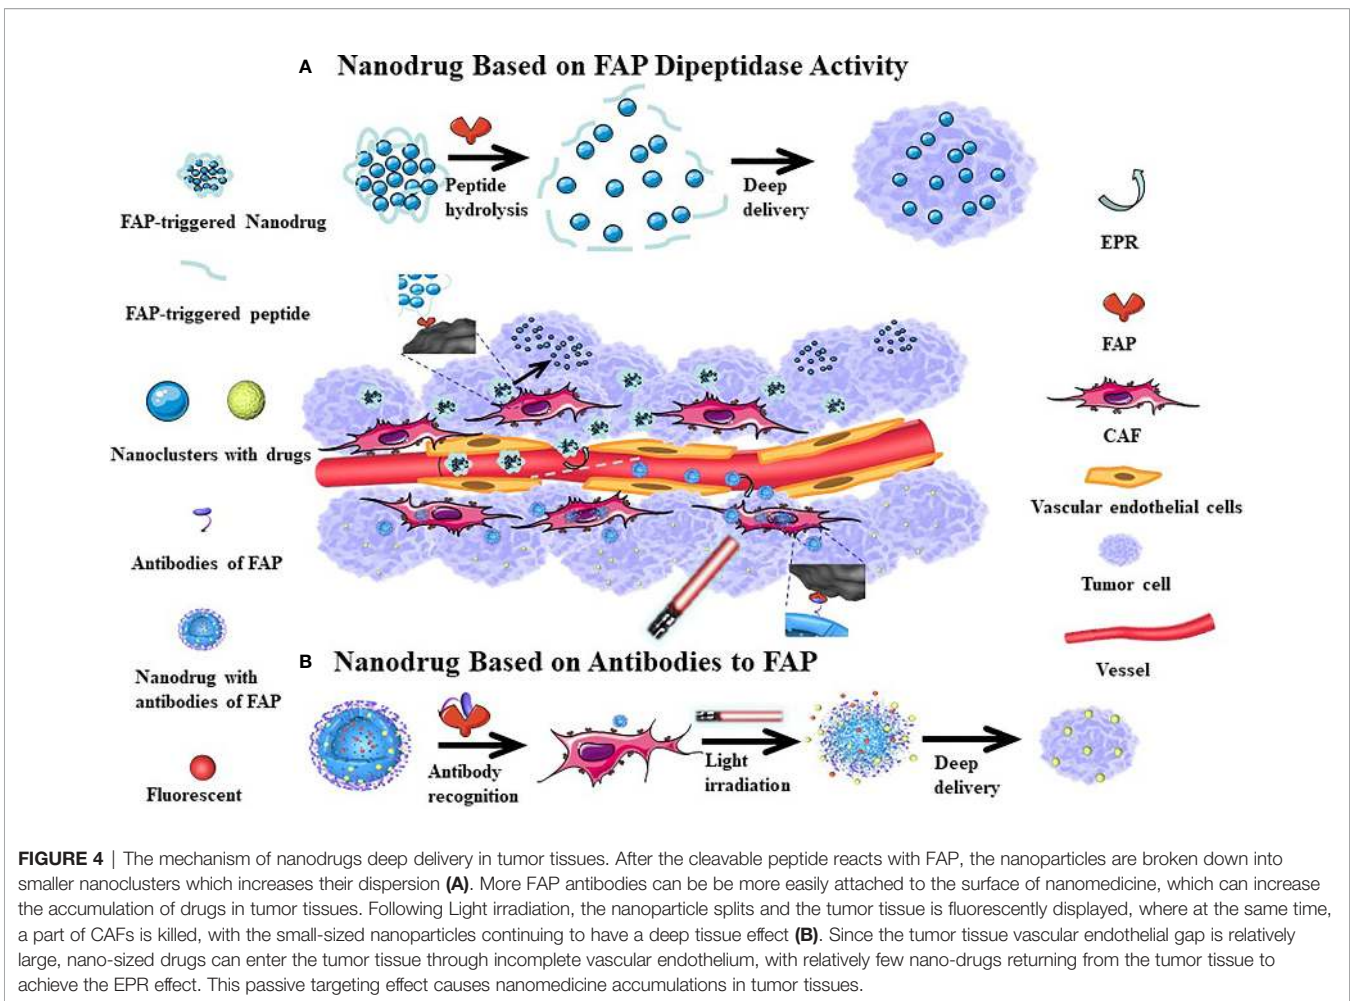 A Nanodrug Based on FAP Dipeptidase Activity
Peptide
hydrolysis
Deep
delivery
FAP-triggered Nanodrug
FAP-triggered peptide
Nanoclusters with drugs
Antibodies of FAP
Nanodrug with
antibodies of FAP
Fluorescent
EPR
FAP
CAF
Vascular endothelial cells
Tumor cell
Vessel
B Nanodrug Based on Antibodies to FAP
Antibody
recognition
Light
irradiation
Deep
delivery
FIGURE 4 | The mechanism of nanodrugs deep delivery in tumor tissues. After the cleavable peptide reacts with FAP, the nanoparticles are broken down into
smaller nanoclusters which increases their dispersion (A). More FAP antibodies can be be more easily attached to the surface of nanomedicine, which can increase
the accumulation of drugs in tumor tissues. Following Light irradiation, the nanoparticle splits and the tumor tissue is fluorescently displayed, where at the same time,
a part of CAFs is killed, with the small-sized nanoparticles continuing to have a deep tissue effect (B). Since the tumor tissue vascular endothelial gap is relatively
large, nano-sized drugs can enter the tumor tissue through incomplete vascular endothelium, with relatively few nano-drugs returning from the tumor tissue to
achieve the EPR effect. This passive targeting effect causes nanomedicine accumulations in tumor tissues.